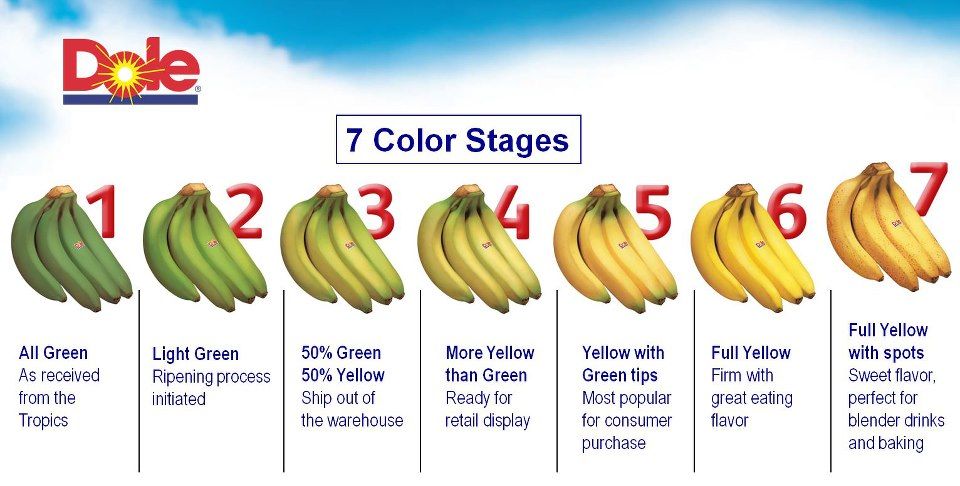 Dole®
7 Color Stages
1
2
3
4
5
6
7
All Green
As received
from the
Tropics
Light Green
Ripening process
initiated
50% Green
50% Yellow
Ship out of
the warehouse
More Yellow
than Green
Ready for
retail display
Yellow with
Green tips
Most popular
for consumer
purchase
Full Yellow
Firm with
great eating
flavor
Full Yellow
with spots
Sweet flavor,
perfect for
blender drinks
and baking